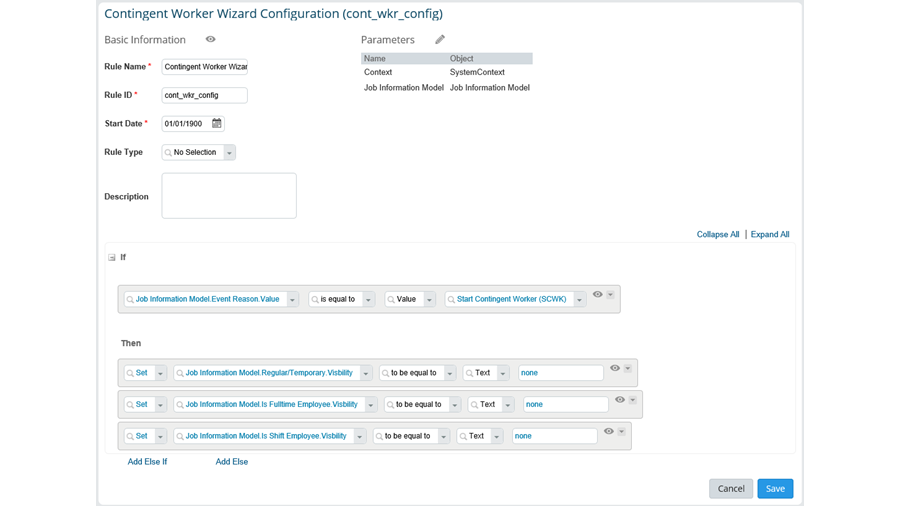 Contingent Worker Wizard Configuration (cont_wkr_config)
Basic Information
Parameters
Name Object
Context SystemContext
Job Information Model Job Information Model
Rule Name * Contingent Worker Wizar
Rule ID * cont_wkr_config
Start Date * 01/01/1900
Rule Type No Selection
Description
Collapse All | Expand All
If
Job Information Model.Event Reason.Value is equal to Value Start Contingent Worker (SCWK)
Then
Set Job Information Model.Regular/Temporary.Visbility to be equal to Text none
Set Job Information Model.Is Fulltime Employee.Visbility to be equal to Text none
Set Job Information Model.Is Shift Employee.Visbility to be equal to Text none
Add Else If Add Else
Cancel Save